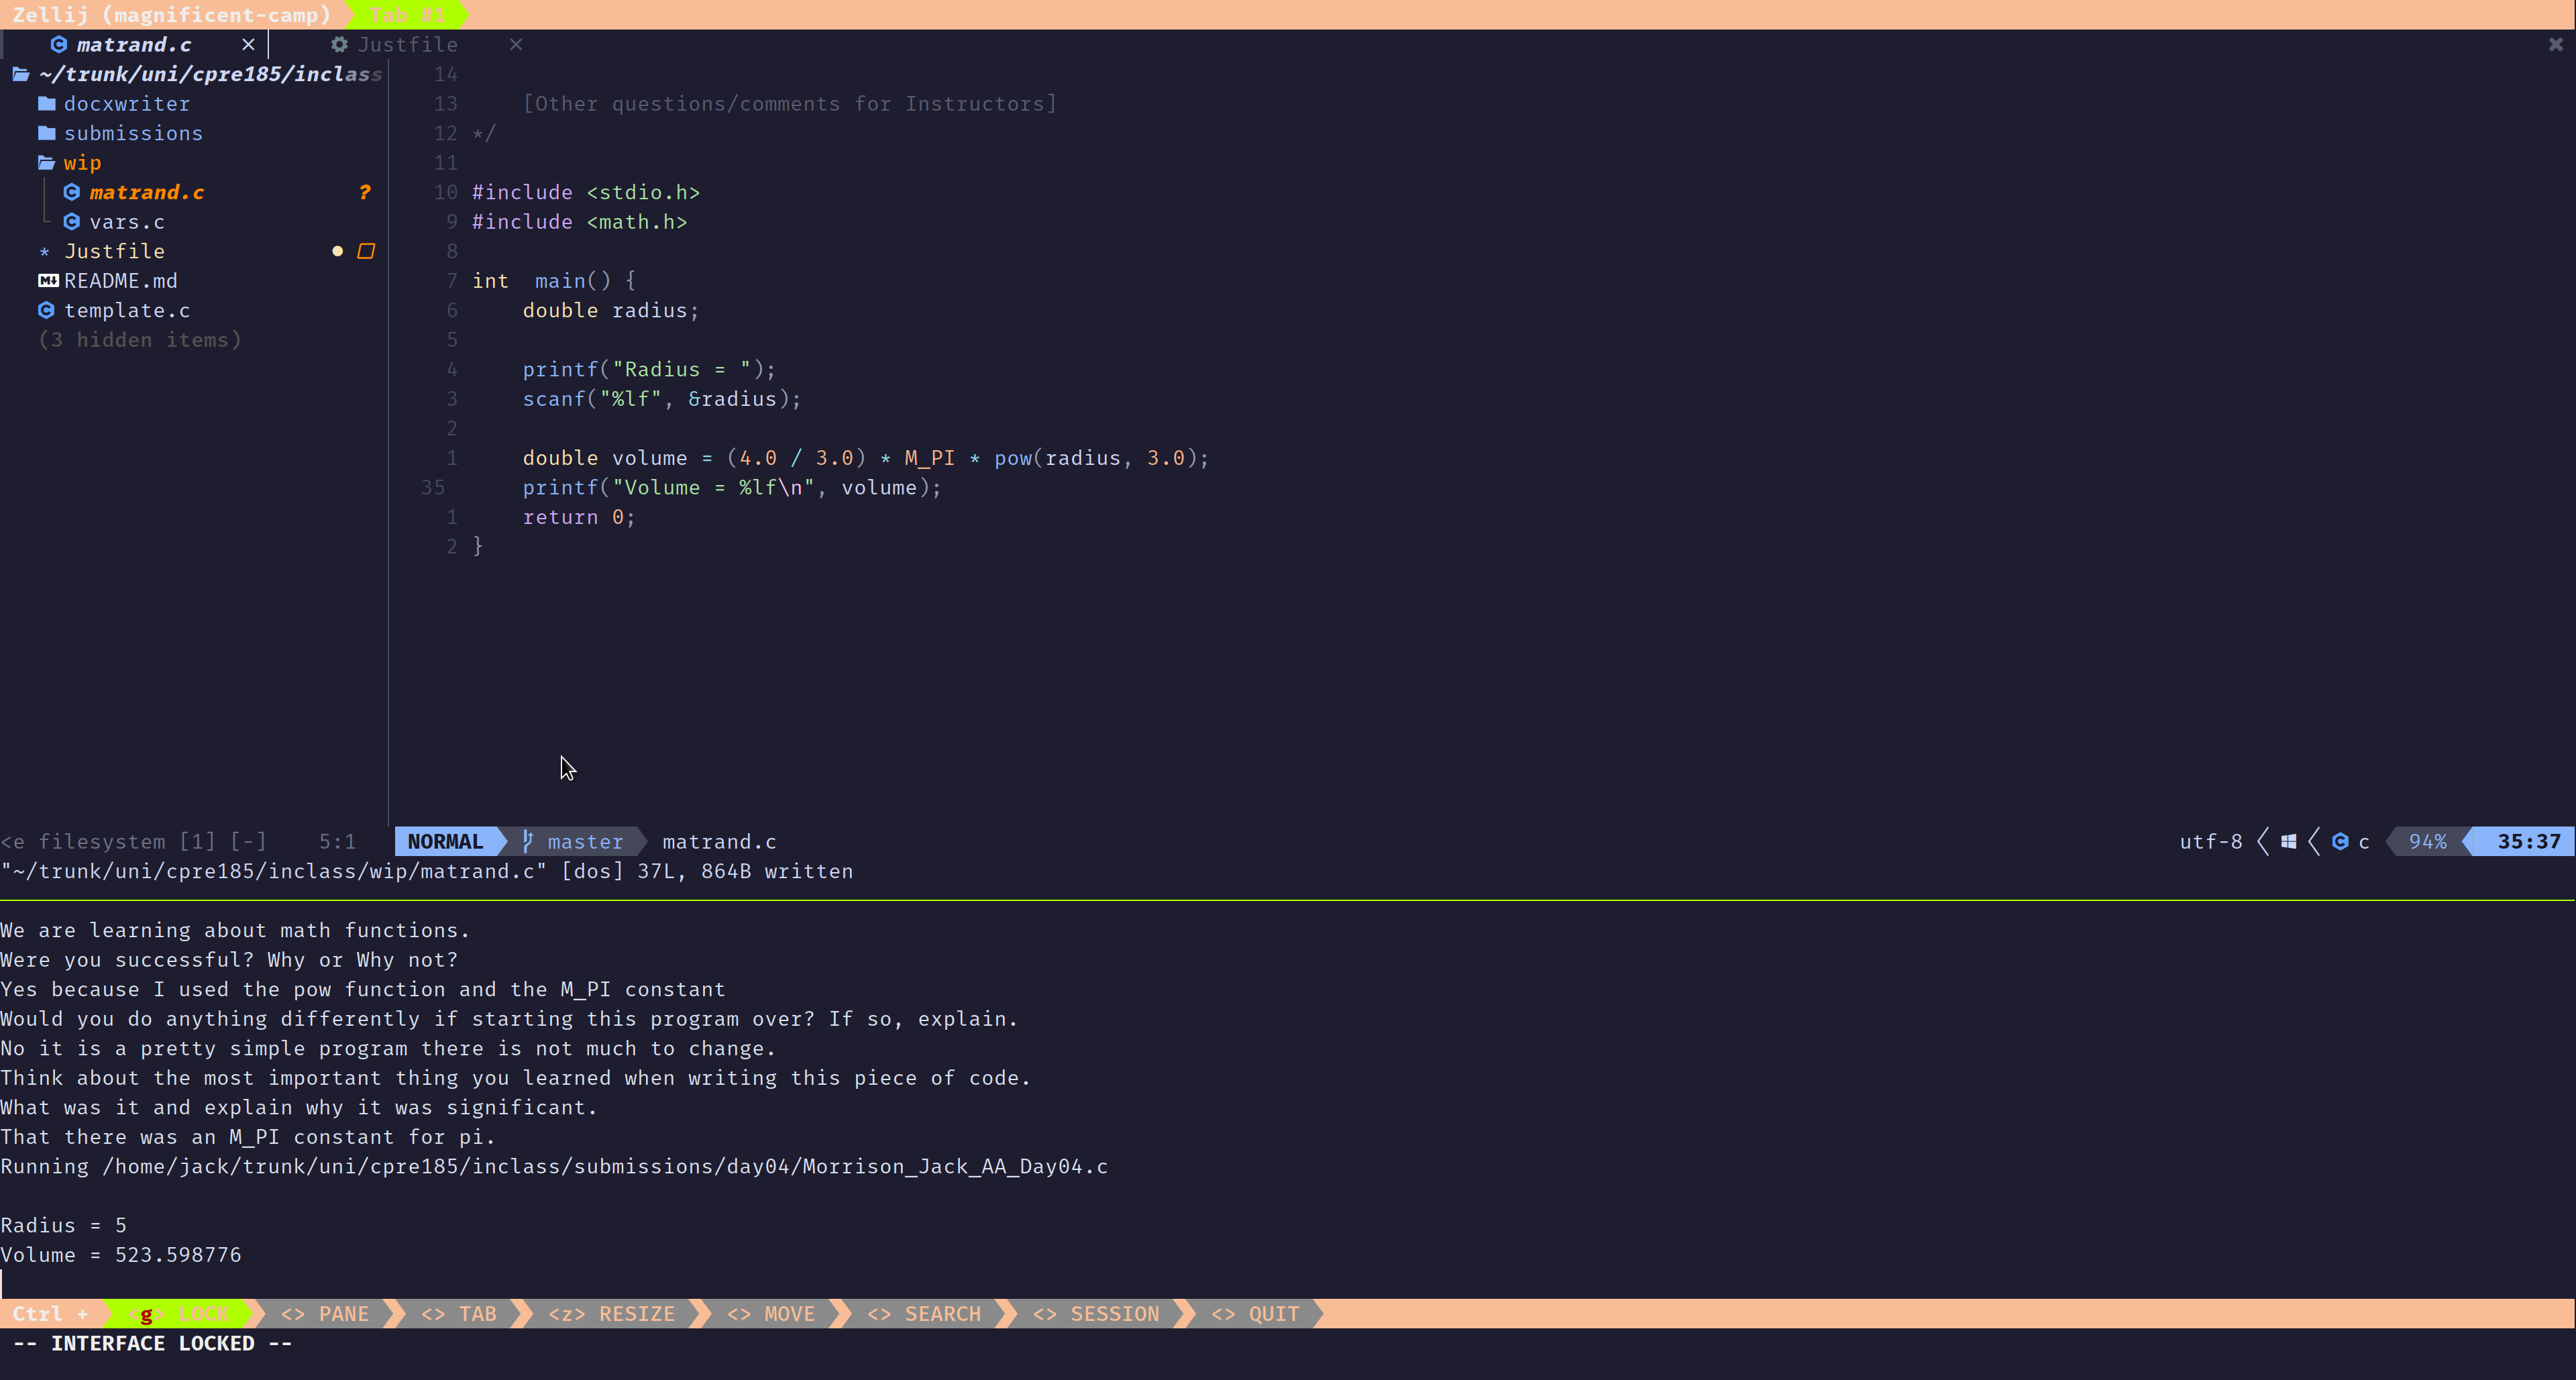 Zellij (magnificent-camp) Tab #1
matrand.c × Justfile ×
~/trunk/uni/cpre185/inclass
docxwriter
submissions
wip
matrand.c ?
vars.c
* Justfile
README.md
template.c
(3 hidden items)
14
13 [Other questions/comments for Instructors]
12 */
11
10 #include <stdio.h>
9 #include <math.h>
8
7 int  main() {
6 double radius;
5
4 printf("Radius = ");
3 scanf("%lf", &radius);
2
1 double volume = (4.0 / 3.0) * M_PI * pow(radius, 3.0);
35 printf("Volume = %lf\n", volume);
1 return 0;
2 }
<e filesystem [1] [-] 5:1 NORMAL master matrand.c utf-8 c 94% 35:37
"~/trunk/uni/cpre185/inclass/wip/matrand.c" [dos] 37L, 864B written
We are learning about math functions.
Were you successful? Why or Why not?
Yes because I used the pow function and the M_PI constant
Would you do anything differently if starting this program over? If so, explain.
No it is a pretty simple program there is not much to change.
Think about the most important thing you learned when writing this piece of code.
What was it and explain why it was significant.
That there was an M_PI constant for pi.
Running /home/jack/trunk/uni/cpre185/inclass/submissions/day04/Morrison_Jack_AA_Day04.c
Radius = 5
Volume = 523.598776
Ctrl + <g> LOCK <> PANE <> TAB <z> RESIZE <> MOVE <> SEARCH <> SESSION <> QUIT
-- INTERFACE LOCKED --